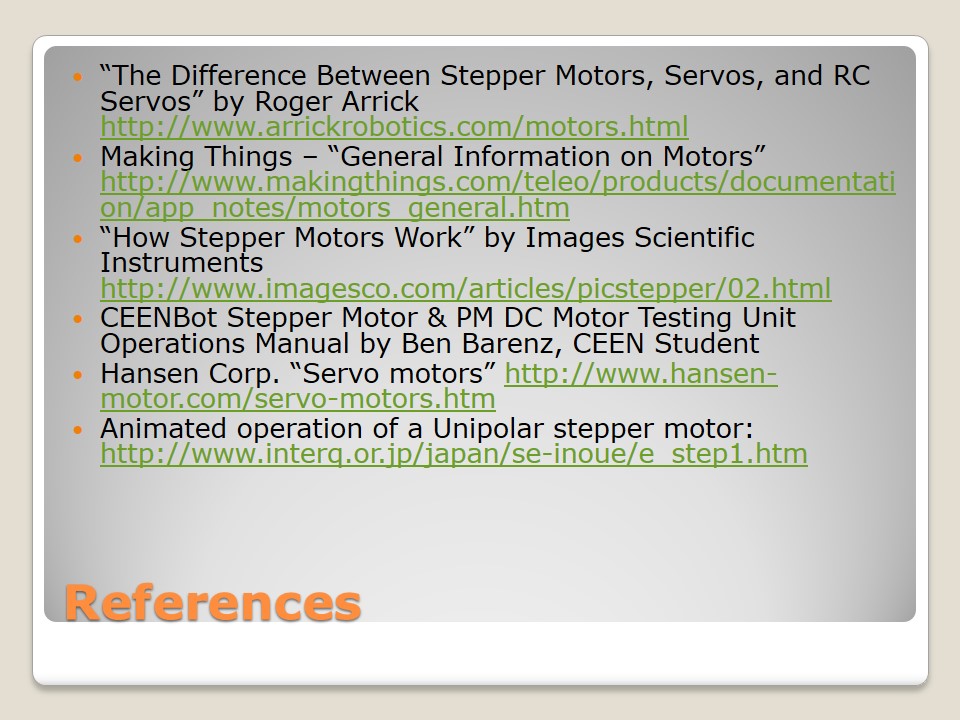 “The Difference Between Stepper Motors, Servos, and RC
Servos” by Roger Arrick
http://www.arrickrobotics.com/motors.html
Making Things – “General Information on Motors”
http://www.makingthings.com/teleo/products/documentati
on/app_notes/motors_general.htm
“How Stepper Motors Work” by Images Scientific
Instruments
http://www.imagesco.com/articles/picstepper/02.html
CEENBot Stepper Motor & PM DC Motor Testing Unit
Operations Manual by Ben Barenz, CEEN Student
Hansen Corp. “Servo motors” http://www.hansen-
motor.com/servo-motors.htm
Animated operation of a Unipolar stepper motor:
http://www.interq.or.jp/japan/se-inoue/e_step1.htm
References